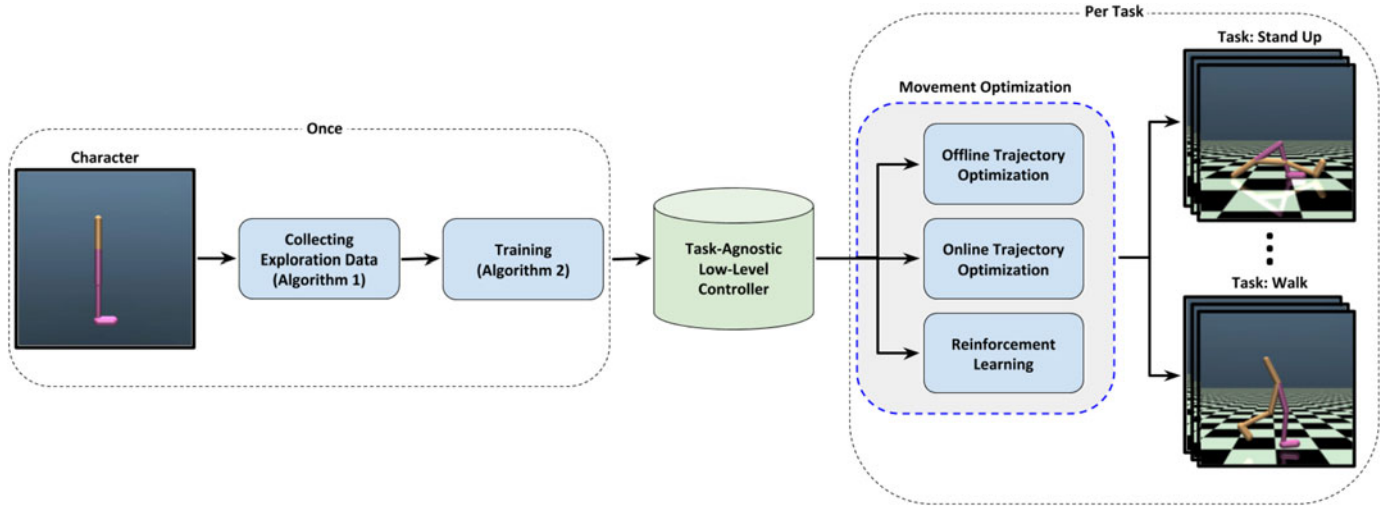 Per Task
Once
Character
Collecting
Exploration Data
(Algorithm 1)
Training
(Algorithm 2)
Task-Agnostic
Low-Level
Controller
Movement Optimization
Offline Trajectory
Optimization
Online Trajectory
Optimization
Reinforcement
Learning
Task: Stand Up
Task: Walk